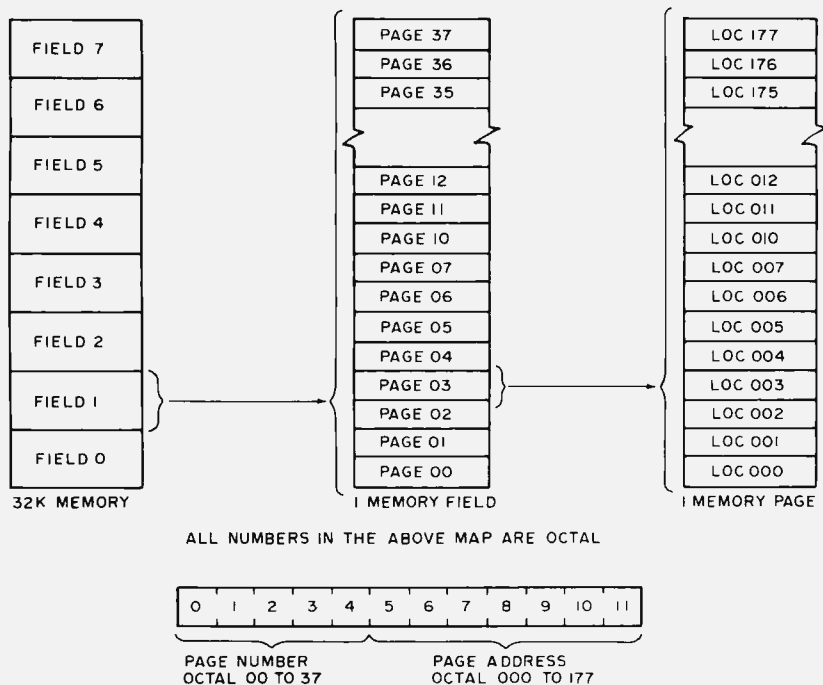 FIELD 7
FIELD 6
FIELD 5
FIELD 4
FIELD 3
FIELD 2
FIELD 1
FIELD 0
32K MEMORY
PAGE 37
PAGE 36
PAGE 35
PAGE 12
PAGE 11
PAGE 10
PAGE 07
PAGE 06
PAGE 05
PAGE 04
PAGE 03
PAGE 02
PAGE 01
PAGE 00
1 MEMORY FIELD
LOC 177
LOC 176
LOC 175
LOC 012
LOC 011
LOC 010
LOC 007
LOC 006
LOC 005
LOC 004
LOC 003
LOC 002
LOC 001
LOC 000
1 MEMORY PAGE
ALL NUMBERS IN THE ABOVE MAP ARE OCTAL
0 1 2 3 4 5 6 7 8 9 10 11
PAGE NUMBER
OCTAL 00 TO 37
PAGE ADDRESS
OCTAL 000 TO 177